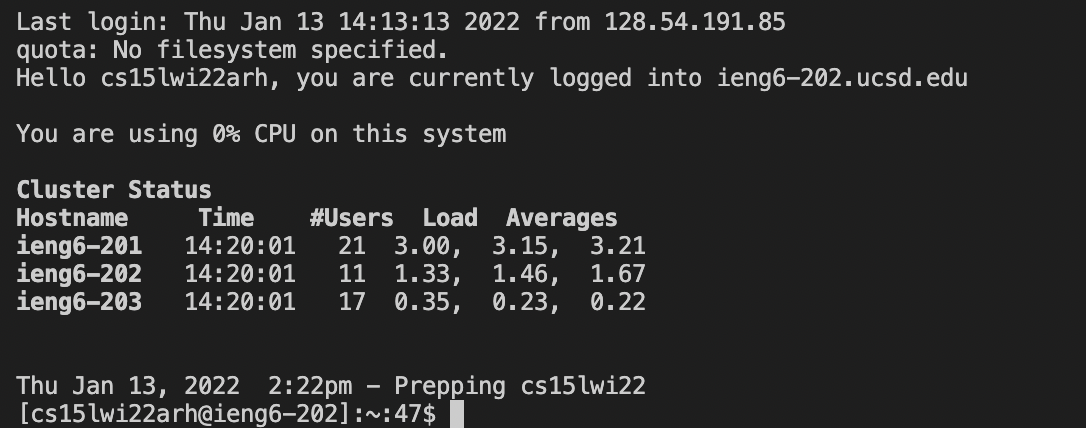 Last login: Thu Jan 13 14:13:13 2022 from 128.54.191.85
quota: No filesystem specified.
Hello cs15lwi22arh, you are currently logged into ieng6-202.ucsd.edu
You are using 0% CPU on this system
Cluster Status
Hostname     Time    #Users  Load  Averages
ieng6-201   14:20:01   21  3.00,  3.15,  3.21
ieng6-202   14:20:01   11  1.33,  1.46,  1.67
ieng6-203   14:20:01   17  0.35,  0.23,  0.22
Thu Jan 13, 2022  2:22pm - Prepping cs15lwi22
[cs15lwi22arh@ieng6-202]:~:47$